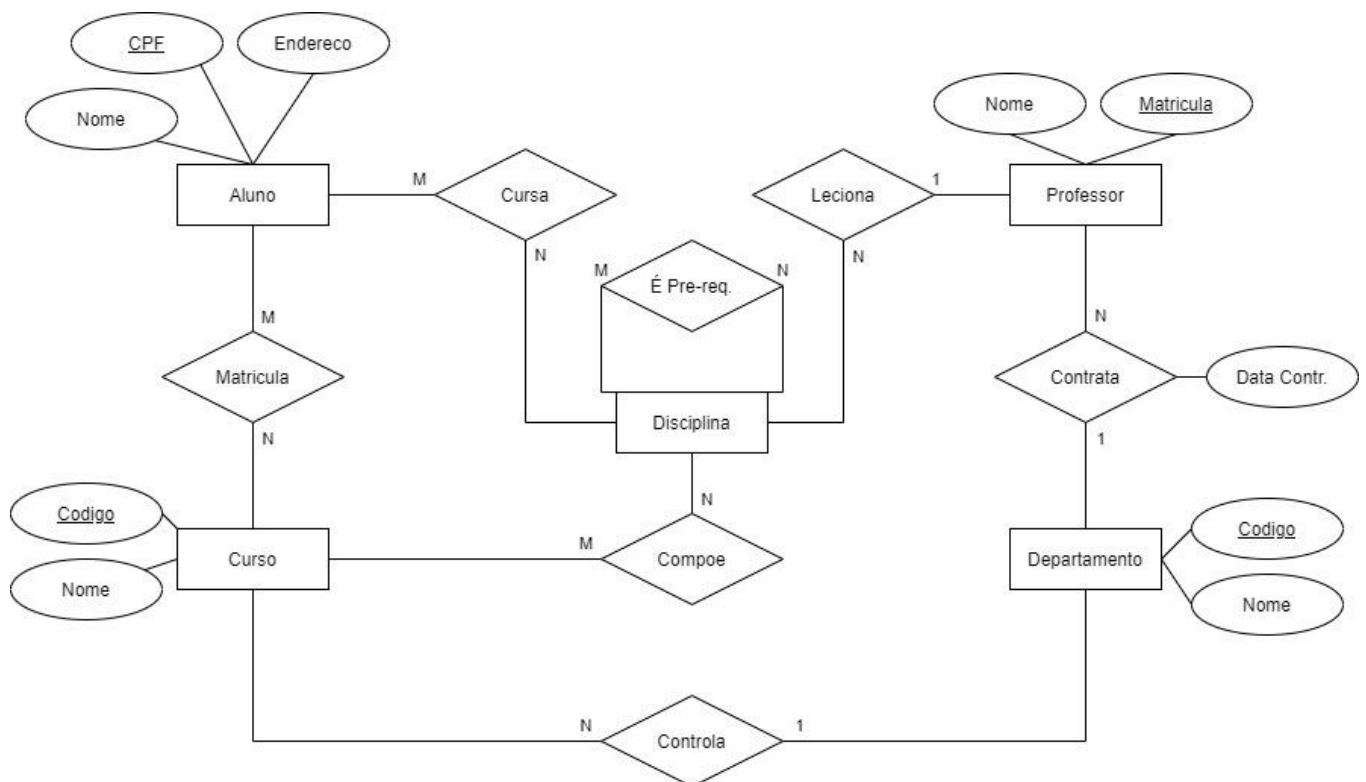 CPF
Endereco
Nome
Nome
Matricula
Aluno
M
Cursa
Leciona
1
Professor
N
N
M
É Pre-req.
N
M
N
Matricula
Contrata
Data Contr.
Disciplina
N
1
N
Codigo
Codigo
M
Curso
Compoe
Departamento
Nome
Nome
N
Controla
1